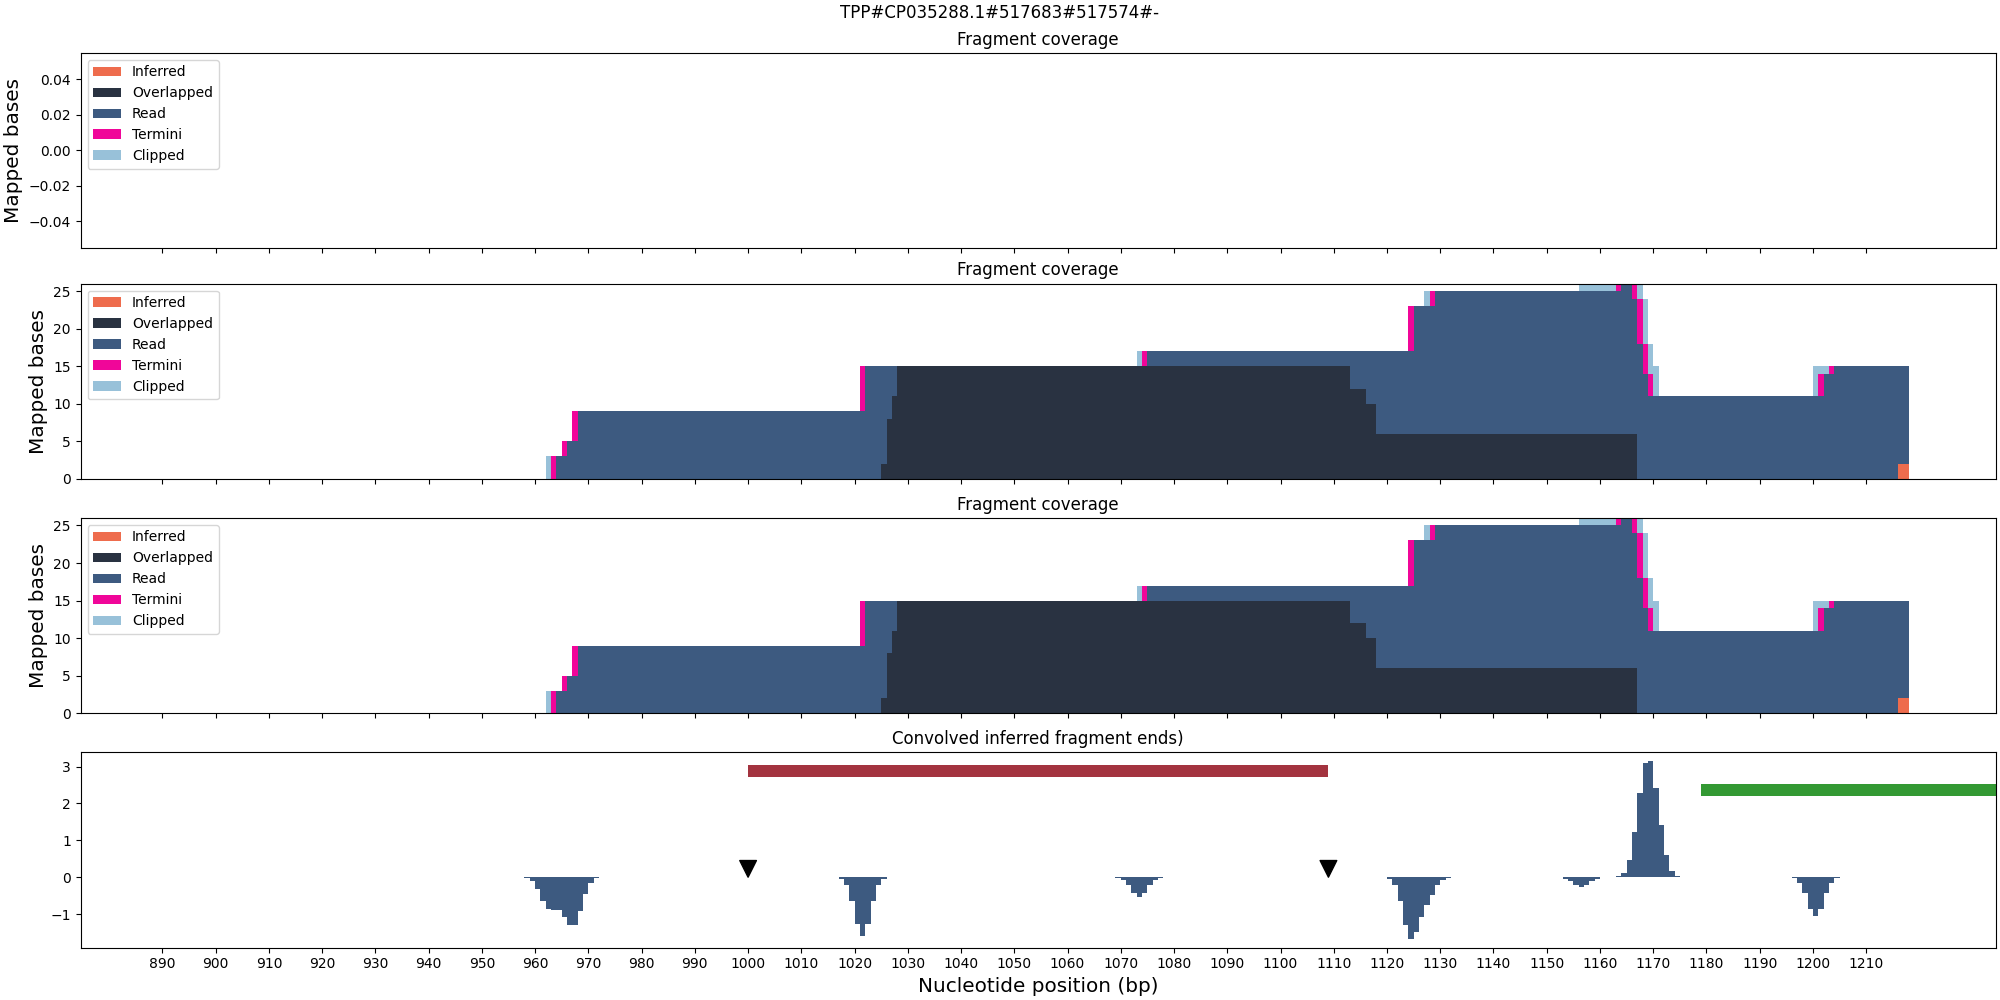 TPP#CP035288.1#517683#517574#-
Fragment coverage
Mapped bases
0.04
0.02
0.00
−0.02
−0.04
Inferred
Overlapped
Read
Termini
Clipped
Fragment coverage
Mapped bases
25
20
15
10
5
0
Inferred
Overlapped
Read
Termini
Clipped
Fragment coverage
Mapped bases
25
20
15
10
5
0
Inferred
Overlapped
Read
Termini
Clipped
Convolved inferred fragment ends)
3
2
1
0
−1
890 900 910 920 930 940 950 960 970 980 990 1000 1010 1020 1030 1040 1050 1060 1070 1080 1090 1100 1110 1120 1130 1140 1150 1160 1170 1180 1190 1200 1210
Nucleotide position (bp)